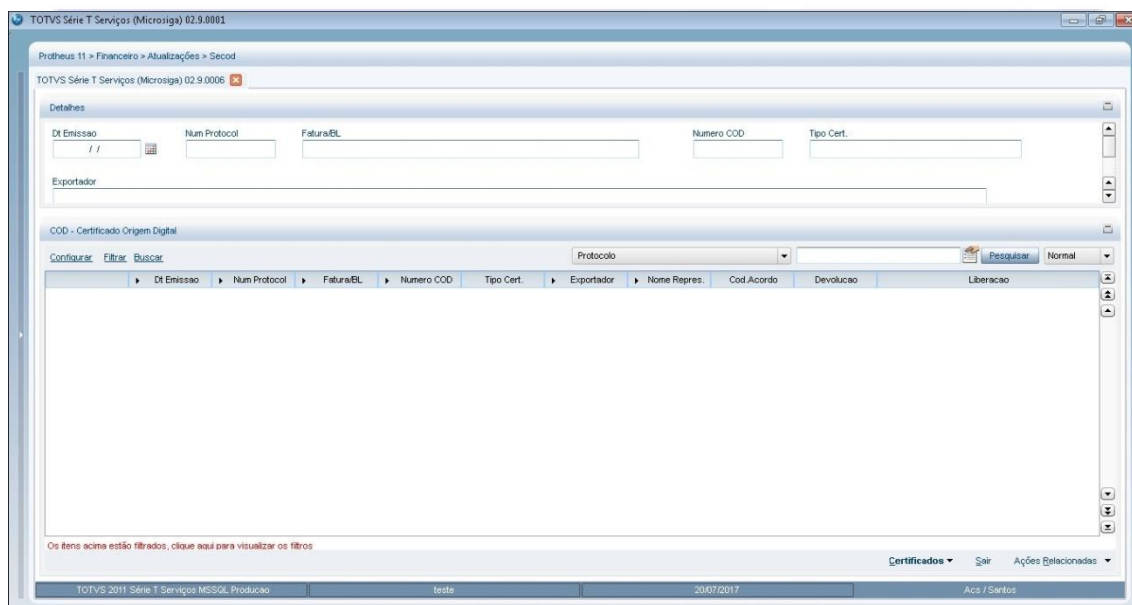 TOTVS Série T Serviços (Microsiga) 02.9.0001
Protheus 11 > Financeiro > Atualizações > Secod
TOTVS Série T Serviços (Microsiga) 02.9.0006
Detalhes
Dt Emissao Num Protocol Fatura/BL Numero COD Tipo Cert.
/ /
Exportador
COD - Certificado Origem Digital
Configurar Filtrar Buscar Protocolo Pesquisar Normal
Dt Emissao Num Protocol Fatura/BL Numero COD Tipo Cert. Exportador Nome Repres. Cod.Acordo Devolucao Liberacao
Os itens acima estão filtrados, clique aqui para visualizar os filtros
Certificados Sair Ações Relacionadas
TOTVS 2011 Série T Serviços MSSQL Producao teste 20/07/2017 Acs / Santos